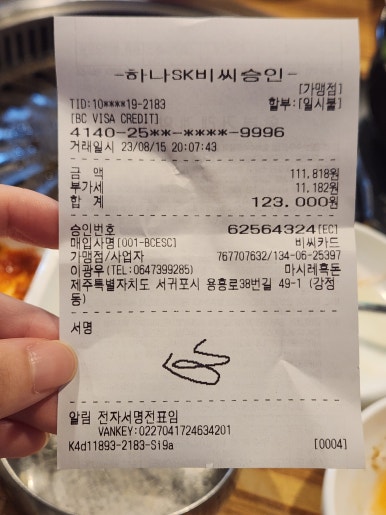 -하나SK비씨승인-
[가맹점]
TID:10****19-2183 할부:[일시불]
[BC VISA CREDIT]
4140-25**-****-9996
거래일시 23/08/15 20:07:43
금 액 111,818원
부가세 11,182원
합 계 123,000원
승인번호 62564324[EC]
매입사명[001-BCESC] 비씨카드
가맹점/사업자 767707632/134-06-25397
이광우(TEL:0647399285) 마시레흑돈
제주특별자치도 서귀포시 용흥로38번길 49-1 (강정
동)
서명
알림 전자서명전표임
VANKEY:0227041724634201
K4d11893-2183-Si9a [0004]